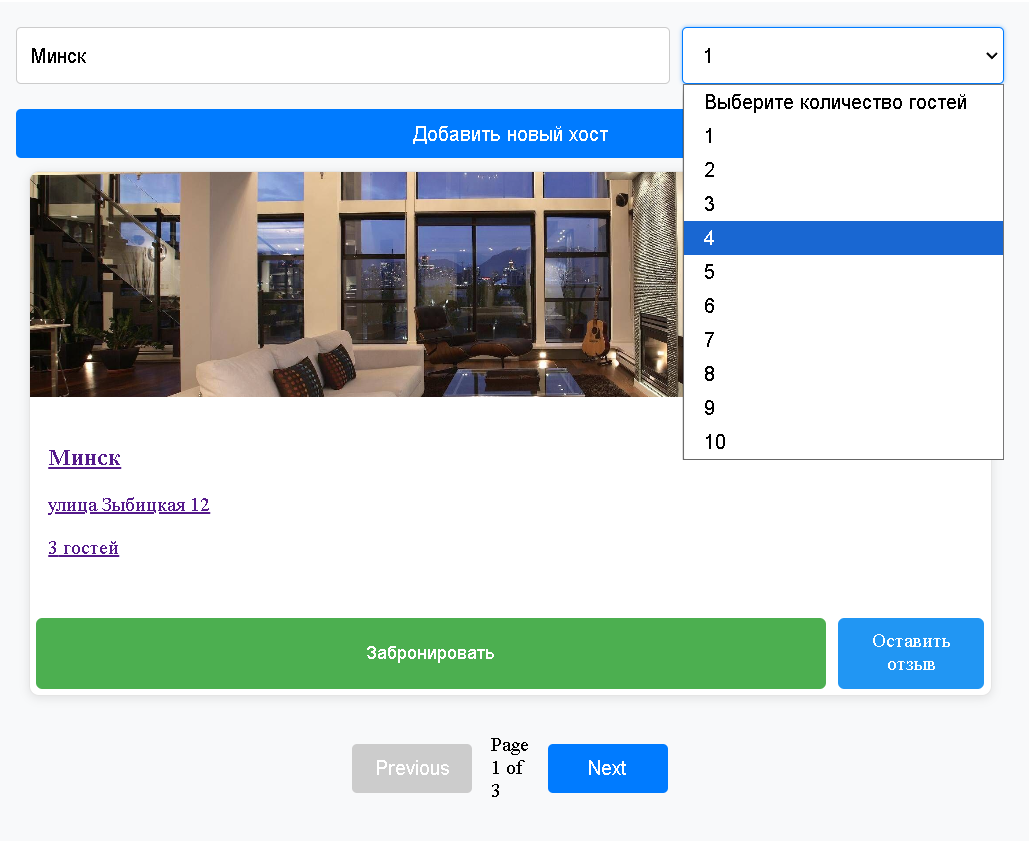 Минск
1
Выберите количество гостей
1
2
3
4
5
6
7
8
9
10
Добавить новый хост
Минск
улица Зыбицкая 12
3 гостей
Забронировать
Оставить
отзыв
Previous
Page
1 of
3
Next